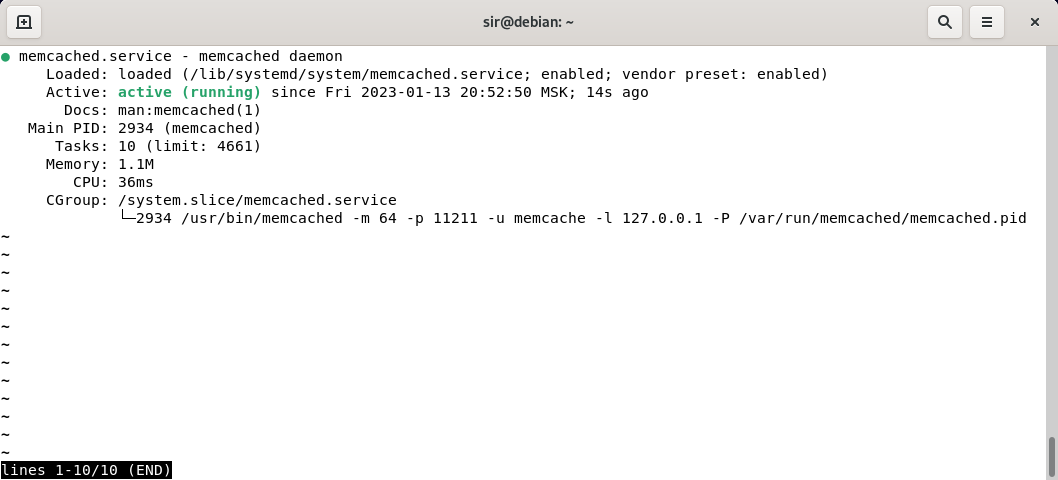 sir@debian: ~
● memcached.service - memcached daemon
     Loaded: loaded (/lib/systemd/system/memcached.service; enabled; vendor preset: enabled)
     Active: active (running) since Fri 2023-01-13 20:52:50 MSK; 14s ago
       Docs: man:memcached(1)
   Main PID: 2934 (memcached)
      Tasks: 10 (limit: 4661)
     Memory: 1.1M
        CPU: 36ms
     CGroup: /system.slice/memcached.service
             └─2934 /usr/bin/memcached -m 64 -p 11211 -u memcache -l 127.0.0.1 -P /var/run/memcached/memcached.pid
~
~
~
~
~
~
~
~
~
~
~
~
~
lines 1-10/10 (END)